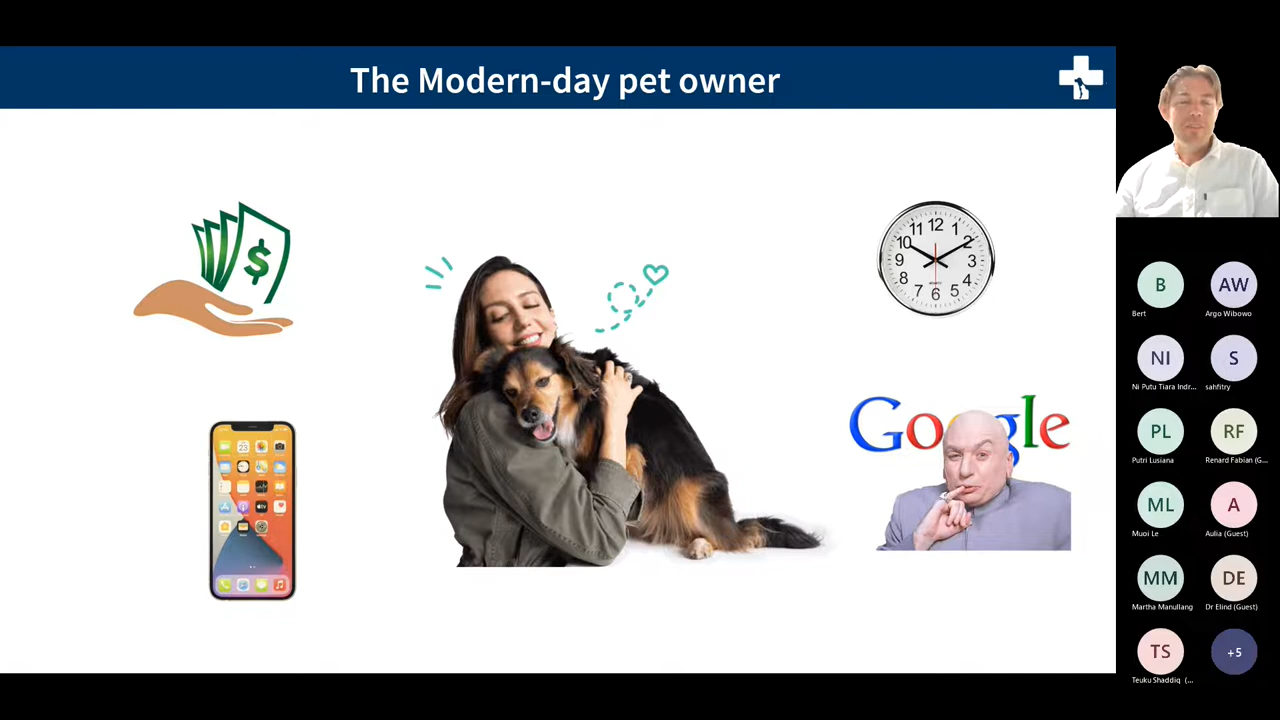 The Modern-day pet owner
$
11 12 1
10 2
9 3
8 4
7 6 5
Google
B
AW
Bert
Argo Wibowo
NI
S
Ni Putu Tiara Indr...
sahfitry
PL
RF
Putri Lusiana
Renard Fabian (G...
ML
A
Muoi Le
Aulia (Guest)
MM
DE
Martha Manullang
Dr Elind (Guest)
TS
+5
Teuku Shaddiq (...